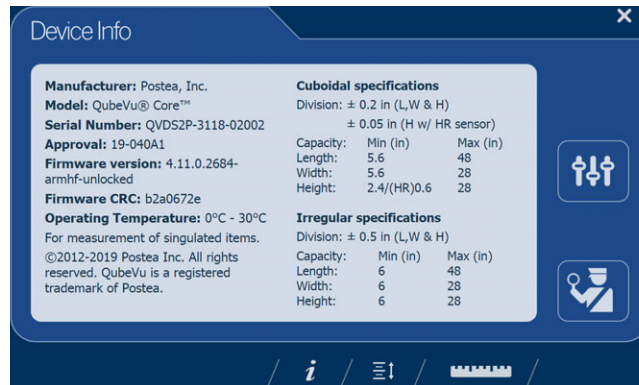 Device Info
Manufacturer: Postea, Inc.
Model: QubeVu® Core™
Serial Number: QVDS2P-3118-02002
Approval: 19-040A1
Firmware version: 4.11.0.2684-
armhf-unlocked
Firmware CRC: b2a0672e
Operating Temperature: 0°C - 30°C
For measurement of singulated items.
©2012-2019 Postea Inc. All rights
reserved. QubeVu is a registered
trademark of Postea.
Cuboidal specifications
Division: ± 0.2 in (L,W & H)
± 0.05 in (H w/ HR sensor)
Capacity: Min (in) Max (in)
Length: 5.6 48
Width: 5.6 28
Height: 2.4/(HR)0.6 28
Irregular specifications
Division: ± 0.5 in (L,W & H)
Capacity: Min (in) Max (in)
Length: 6 48
Width: 6 28
Height: 6 28